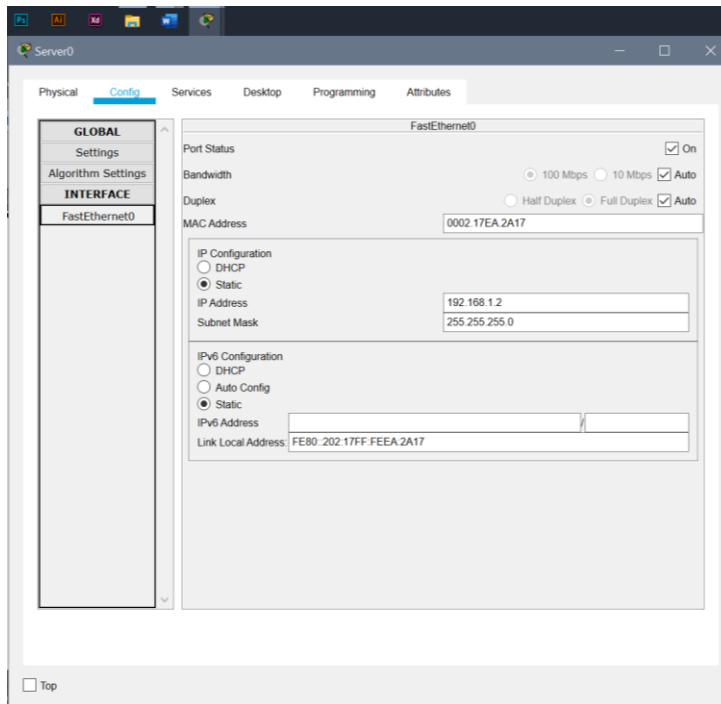 Ps Ai Xd W
Server0
Physical Config Services Desktop Programming Attributes
GLOBAL
Settings
Algorithm Settings
INTERFACE
FastEthernet0
FastEthernet0
Port Status On
Bandwidth 100 Mbps 10 Mbps Auto
Duplex Half Duplex Full Duplex Auto
MAC Address 0002.17EA.2A17
IP Configuration
DHCP
Static
IP Address 192.168.1.2
Subnet Mask 255.255.255.0
IPv6 Configuration
DHCP
Auto Config
Static
IPv6 Address /
Link Local Address: FE80::202:17FF:FEEA:2A17
Top